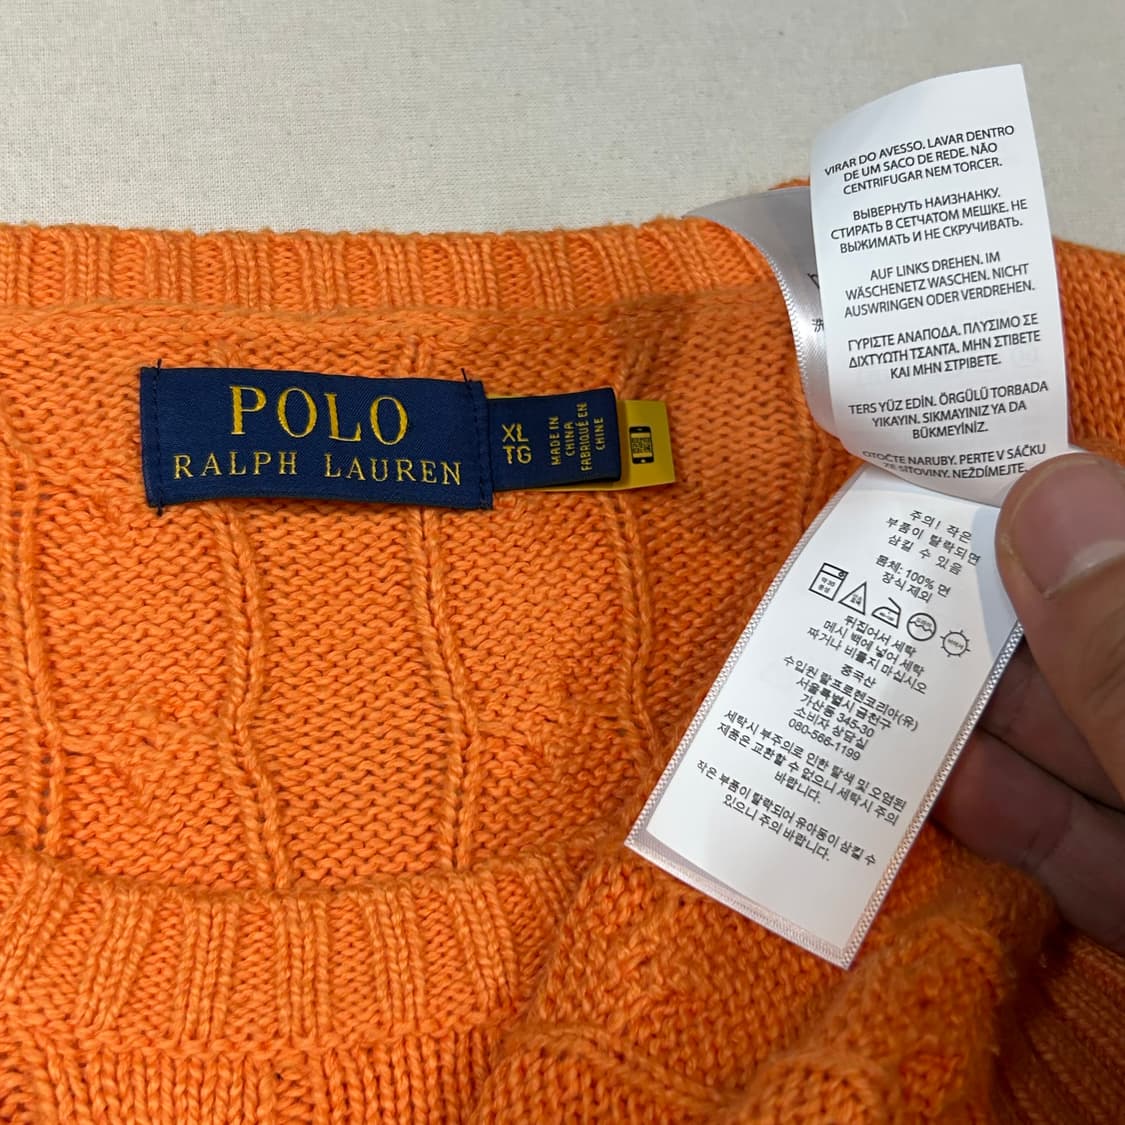 POLO
RALPH LAUREN
XL
TG
MADE IN
CHINA
FABRIQUÉ EN
CHINE
VIRAR DO AVESSO. LAVAR DENTRO
DE UM SACO DE REDE. NÃO
CENTRIFUGAR NEM TORCER.
ВЫВЕРНУТЬ НАИЗНАНКУ.
СТИРАТЬ В СЕТЧАТОМ МЕШКЕ. НЕ
ВЫЖИМАТЬ И НЕ СКРУЧИВАТЬ.
AUF LINKS DREHEN. IM
WÄSCHENETZ WASCHEN. NICHT
AUSWRINGEN ODER VERDREHEN.
ΓΥΡΙΣΤΕ ΑΝΑΠΟΔΑ. ΠΛΥΣΙΜΟ ΣΕ
ΔΙΧΤΥΩΤΗ ΤΣΑΝΤΑ. ΜΗΝ ΣΤΙΒΕΤΕ
ΚΑΙ ΜΗΝ ΣΤΡΙΒΕΤΕ.
TERS YÜZ EDİN. ÖRGÜLÜ TORBADA
YIKAYIN. SIKMAYINIZ YA DA
BÜKMEYİNİZ.
OTOČTE NARUBY. PERTE V SÁČKU
ZE SÍŤOVINY. NEŽDÍMEJTE.
洗
주의! 작은
부품이 탈락되면
삼킬 수 있음
몸체: 100% 면
장식 제외
약 30
중성
뒤집어서 세탁
메시 백에 넣어 세탁
짜거나 비틀지 마십시오
중국산
수입원 랄프로렌코리아(유)
서울특별시 금천구
가산동 345-30
소비자 상담실
080-566-1199
세탁시 부주의로 인한 탈색 및 오염된
제품은 교환할 수 없으니 세탁시 주의
바랍니다.
작은 부품이 탈락되어 유아동이 삼킬 수
있으니 주의 바랍니다.